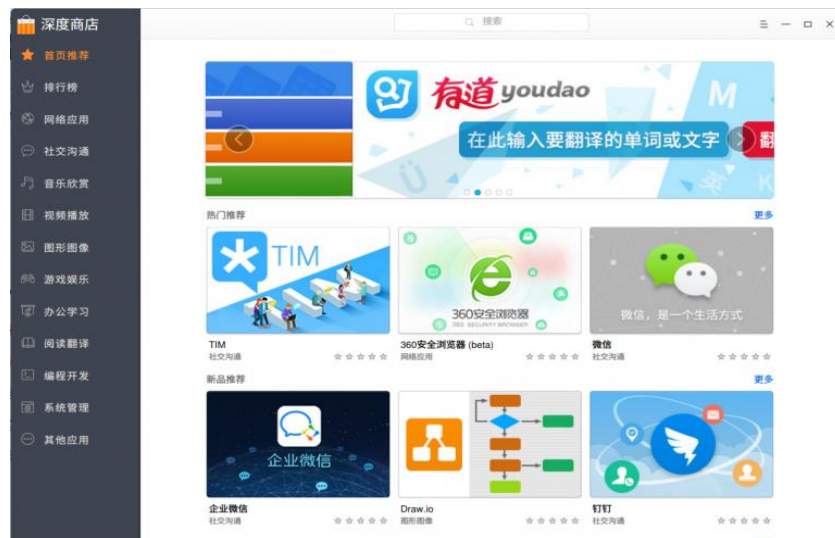 深度商店
搜索
首页推荐
排行榜
网络应用
社交沟通
音乐欣赏
视频播放
图形图像
游戏娱乐
办公学习
阅读翻译
编程开发
系统管理
其他应用
有道 youdao
在此输入要翻译的单词或文字
翻
M
Ü
英
K
热门推荐
更多
TIM
360安全浏览器
360 SECURITY BROWSER
微信，是一个生活方式
TIM
360安全浏览器 (beta)
微信
社交沟通
网络应用
社交沟通
新品推荐
更多
企业微信
企业微信
Draw.io
钉钉
社交沟通
图形图像
社交沟通